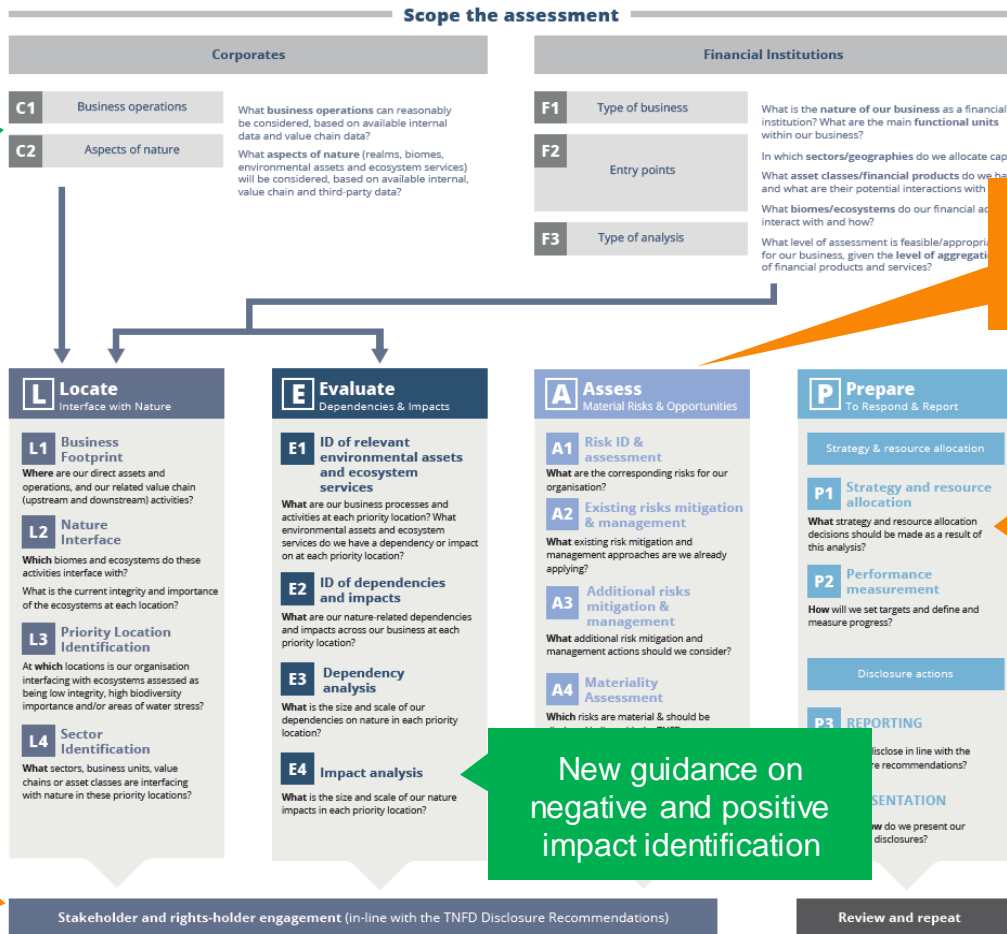 Scope the assessment
Corporates
C1 Business operations
What business operations can reasonably
be considered, based on available internal
data and value chain data?
C2 Aspects of nature
What aspects of nature (realms, biomes,
environmental assets and ecosystem services)
will be considered, based on available internal,
value chain and third-party data?
Financial Institutions
F1 Type of business
What is the nature of our business as a financial
institution? What are the main functional units
within our business?
F2 Entry points
In which sectors/geographies do we allocate
What asset classes/financial products do we
and what are their potential interactions with
What biomes/ecosystems do our financial
interact with and how?
F3 Type of analysis
What level of assessment is feasible/
for our business, given the level of
of financial products and services?
L Locate
Interface with Nature
L1 Business
Footprint
Where are our direct assets and
operations, and our related value chain
(upstream and downstream) activities?
L2 Nature
Interface
Which biomes and ecosystems do these
activities interface with?
What is the current integrity and importance
of the ecosystems at each location?
L3 Priority Location
Identification
At which locations is our organisation
interfacing with ecosystems assessed as
being low integrity, high biodiversity
importance and/or areas of water stress?
L4 Sector
Identification
What sectors, business units, value
chains or asset classes are interfacing
with nature in these priority locations?
E Evaluate
Dependencies & Impacts
E1 ID of relevant
environmental assets
and ecosystem
services
What are our business processes and
activities at each priority location? What
environmental assets and ecosystem
services do we have a dependency or impact
on at each priority location?
E2 ID of dependencies
and impacts
What are our nature-related dependencies
and impacts across our business at each
priority location?
E3 Dependency
analysis
What is the size and scale of our
dependencies on nature in each priority
location?
E4 Impact analysis
What is the size and scale of our nature
impacts in each priority location?
A Assess
Material Risks & Opportunities
A1 Risk ID &
assessment
What are the corresponding risks for our
organisation?
A2 Existing risks mitigation
& management
What existing risk mitigation and
management approaches are we already
applying?
A3 Additional risks
mitigation &
management
What additional risk mitigation and
management actions should we consider?
A4 Materiality
Assessment
Which risks are material & should be
P Prepare
To Respond & Report
Strategy & resource allocation
P1 Strategy and resource
allocation
What strategy and resource allocation
decisions should be made as a result of
this analysis?
P2 Performance
measurement
How will we set targets and define and
measure progress?
Disclosure actions
P3 REPORTING
disclose in line with the
recommendations?
do we present our
disclosures?
New guidance on
negative and positive
impact identification
Stakeholder and rights-holder engagement (in-line with the TNFD Disclosure Recommendations)
Review and repeat